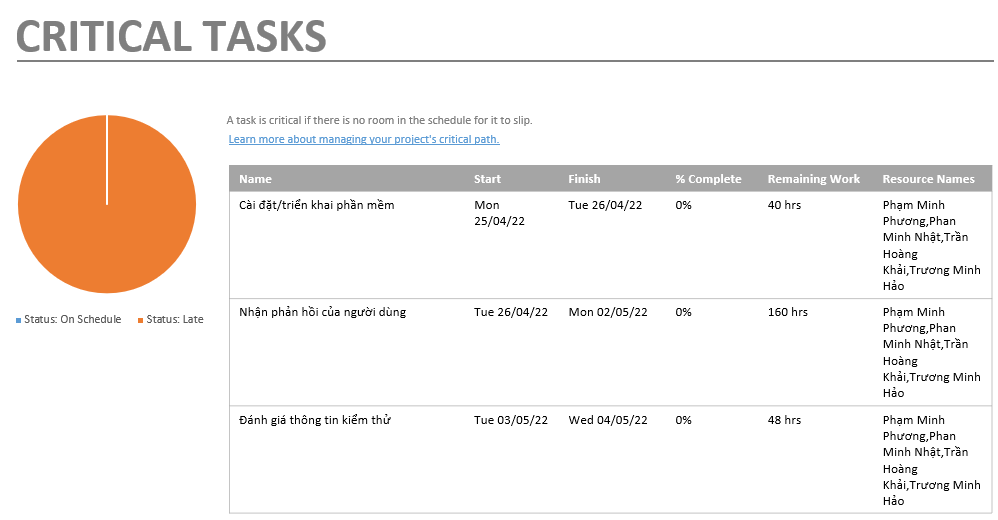 CRITICAL TASKS
A task is critical if there is no room in the schedule for it to slip.
Learn more about managing your project's critical path.
Status: On Schedule Status: Late
Name Start Finish % Complete Remaining Work Resource Names
Cài đặt/triển khai phần mềm Mon Tue 26/04/22 0% 40 hrs Phạm Minh
25/04/22 Phương,Phan
Minh Nhật,Trần
Hoàng
Khải,Trương Minh
Hảo
Nhận phản hồi của người dùng Tue 26/04/22 Mon 02/05/22 0% 160 hrs Phạm Minh
Phương,Phan
Minh Nhật,Trần
Hoàng
Khải,Trương Minh
Hảo
Đánh giá thông tin kiểm thử Tue 03/05/22 Wed 04/05/22 0% 48 hrs Phạm Minh
Phương,Phan
Minh Nhật,Trần
Hoàng
Khải,Trương Minh
Hảo